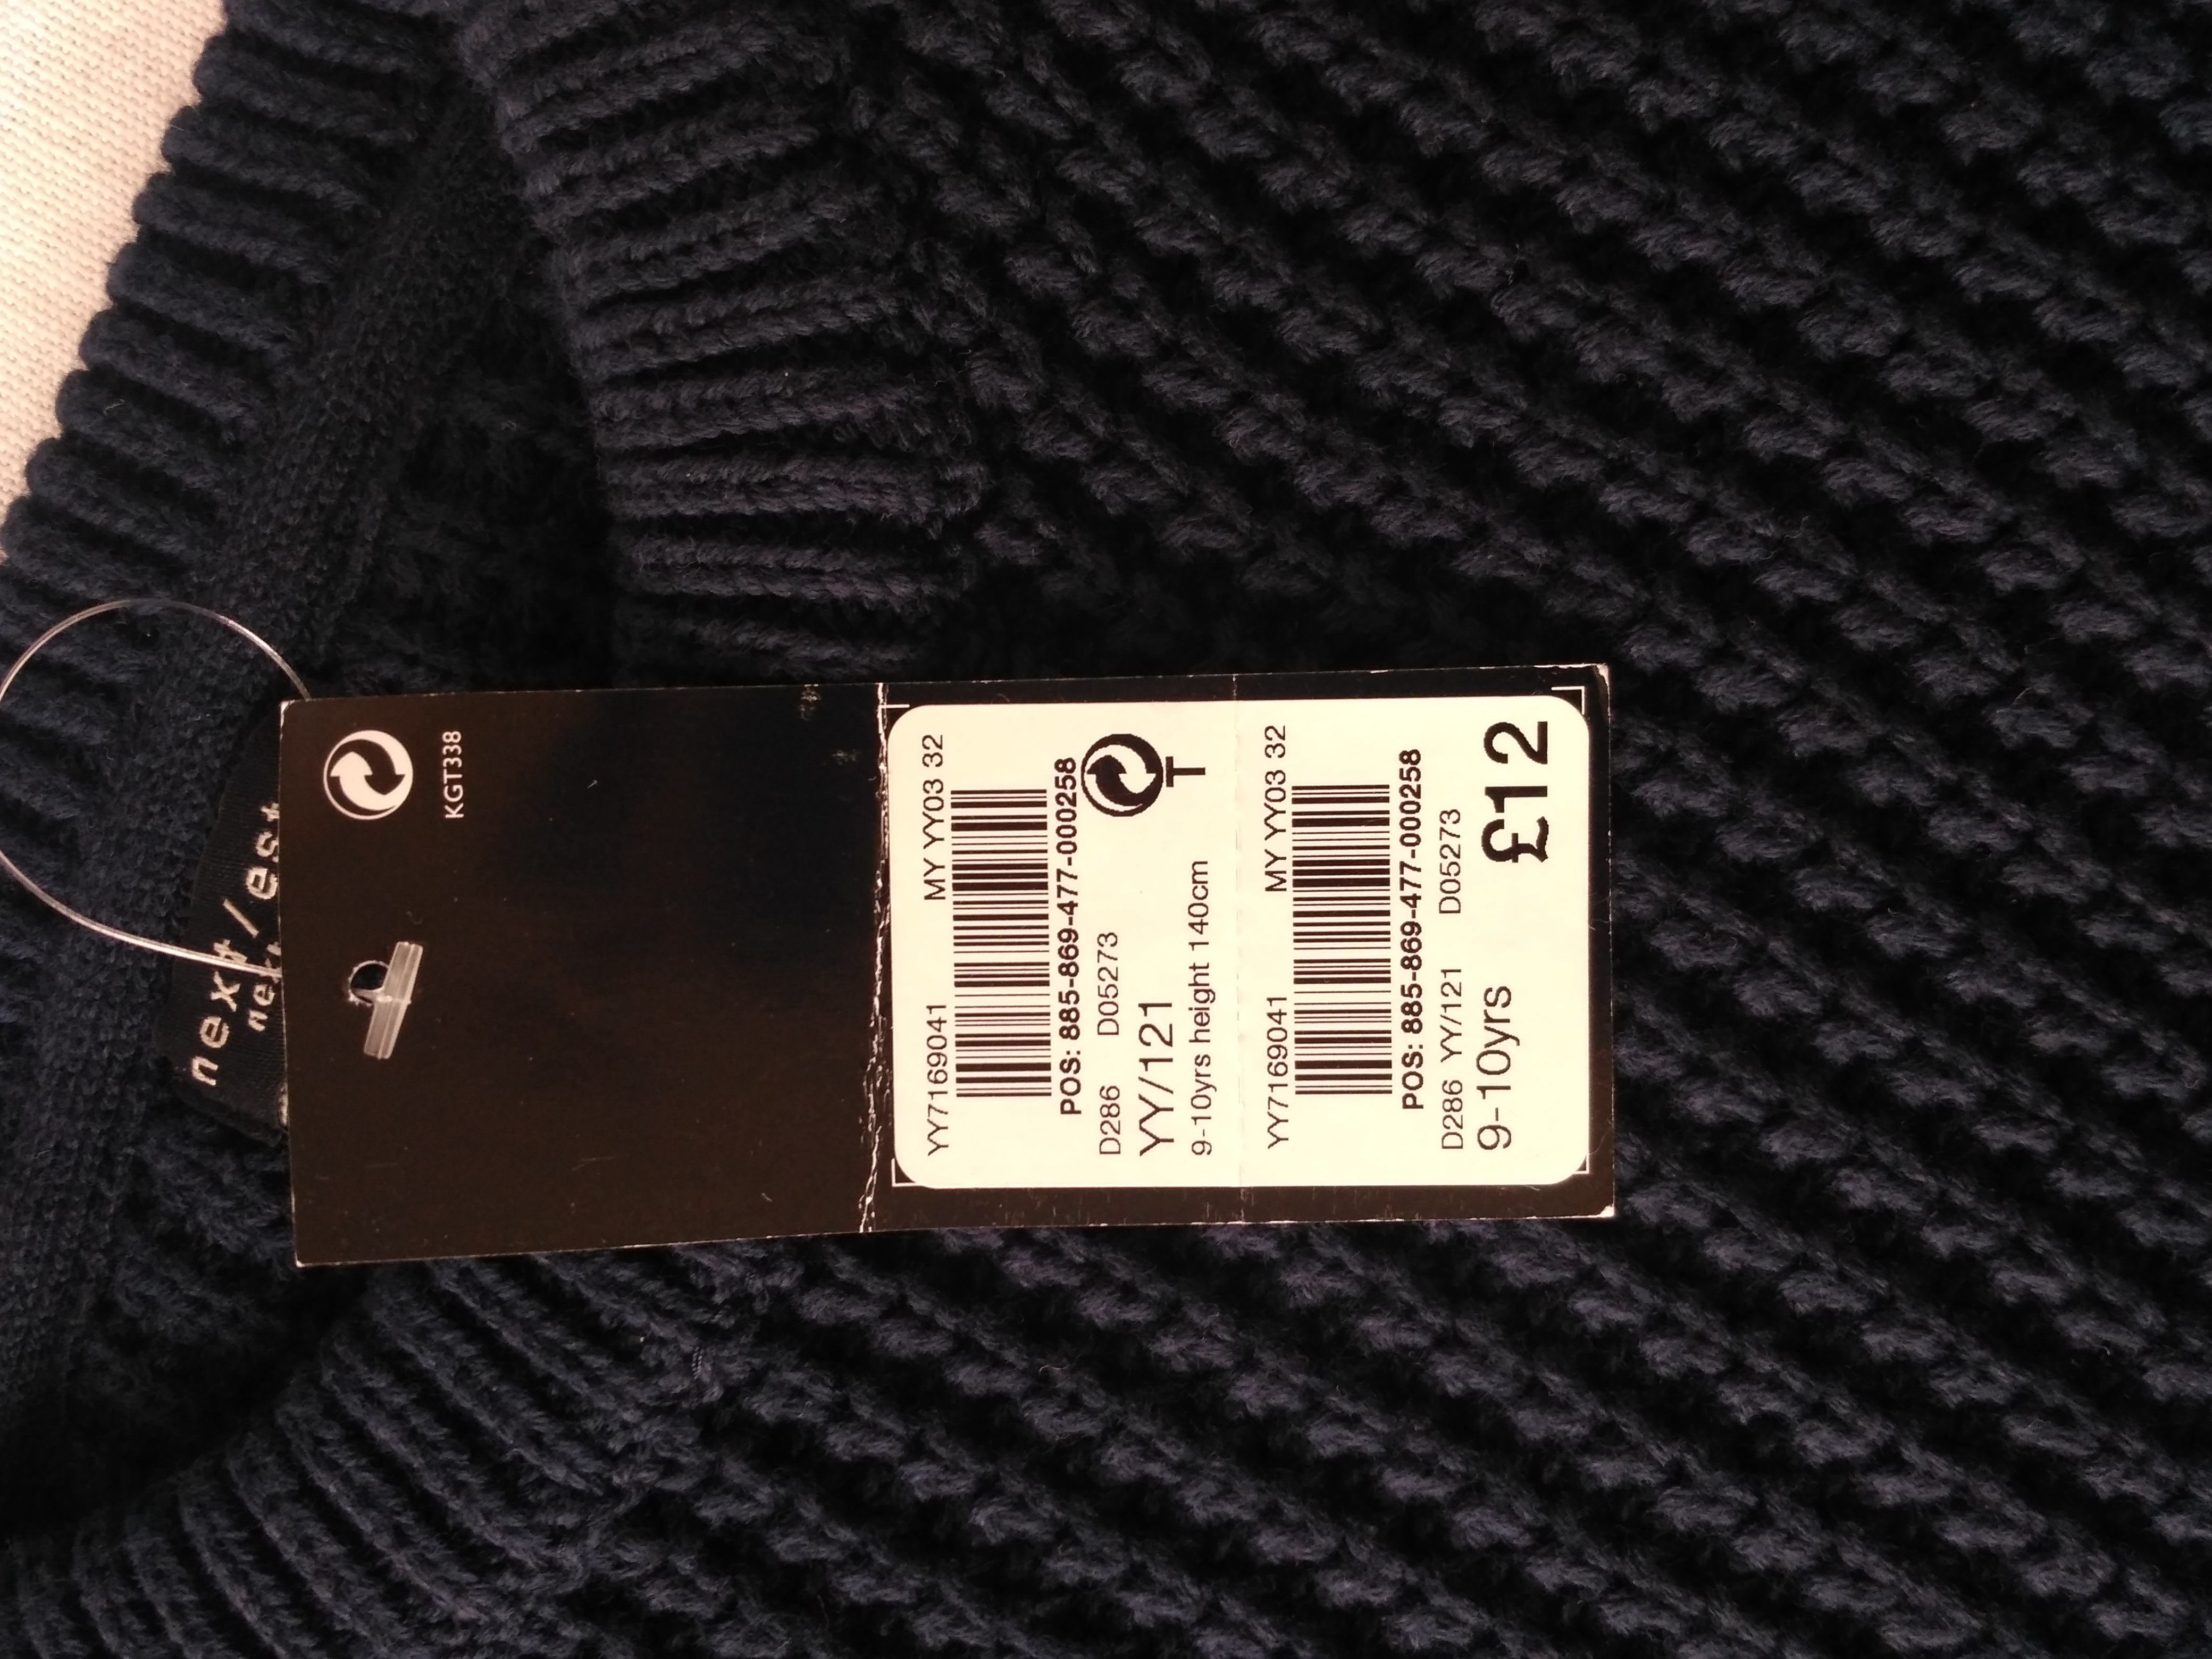 next/est
KGT338
YY7169041 MY YY03 32
POS: 885-869-477-000258
D286 D05273
YY/121
9-10yrs height 140cm
T
YY7169041 MY YY03 32
POS: 885-869-477-000258
D286 YY/121 D05273
9-10yrs £12